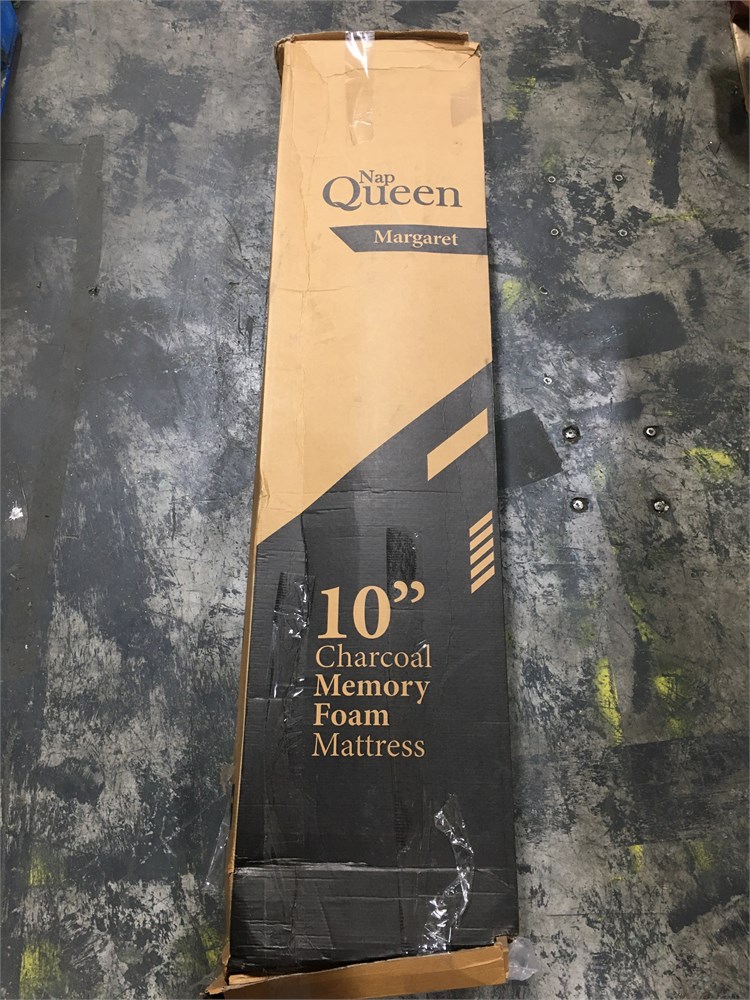 Nap
Queen
Margaret
10”
Charcoal
Memory
Foam
Mattress